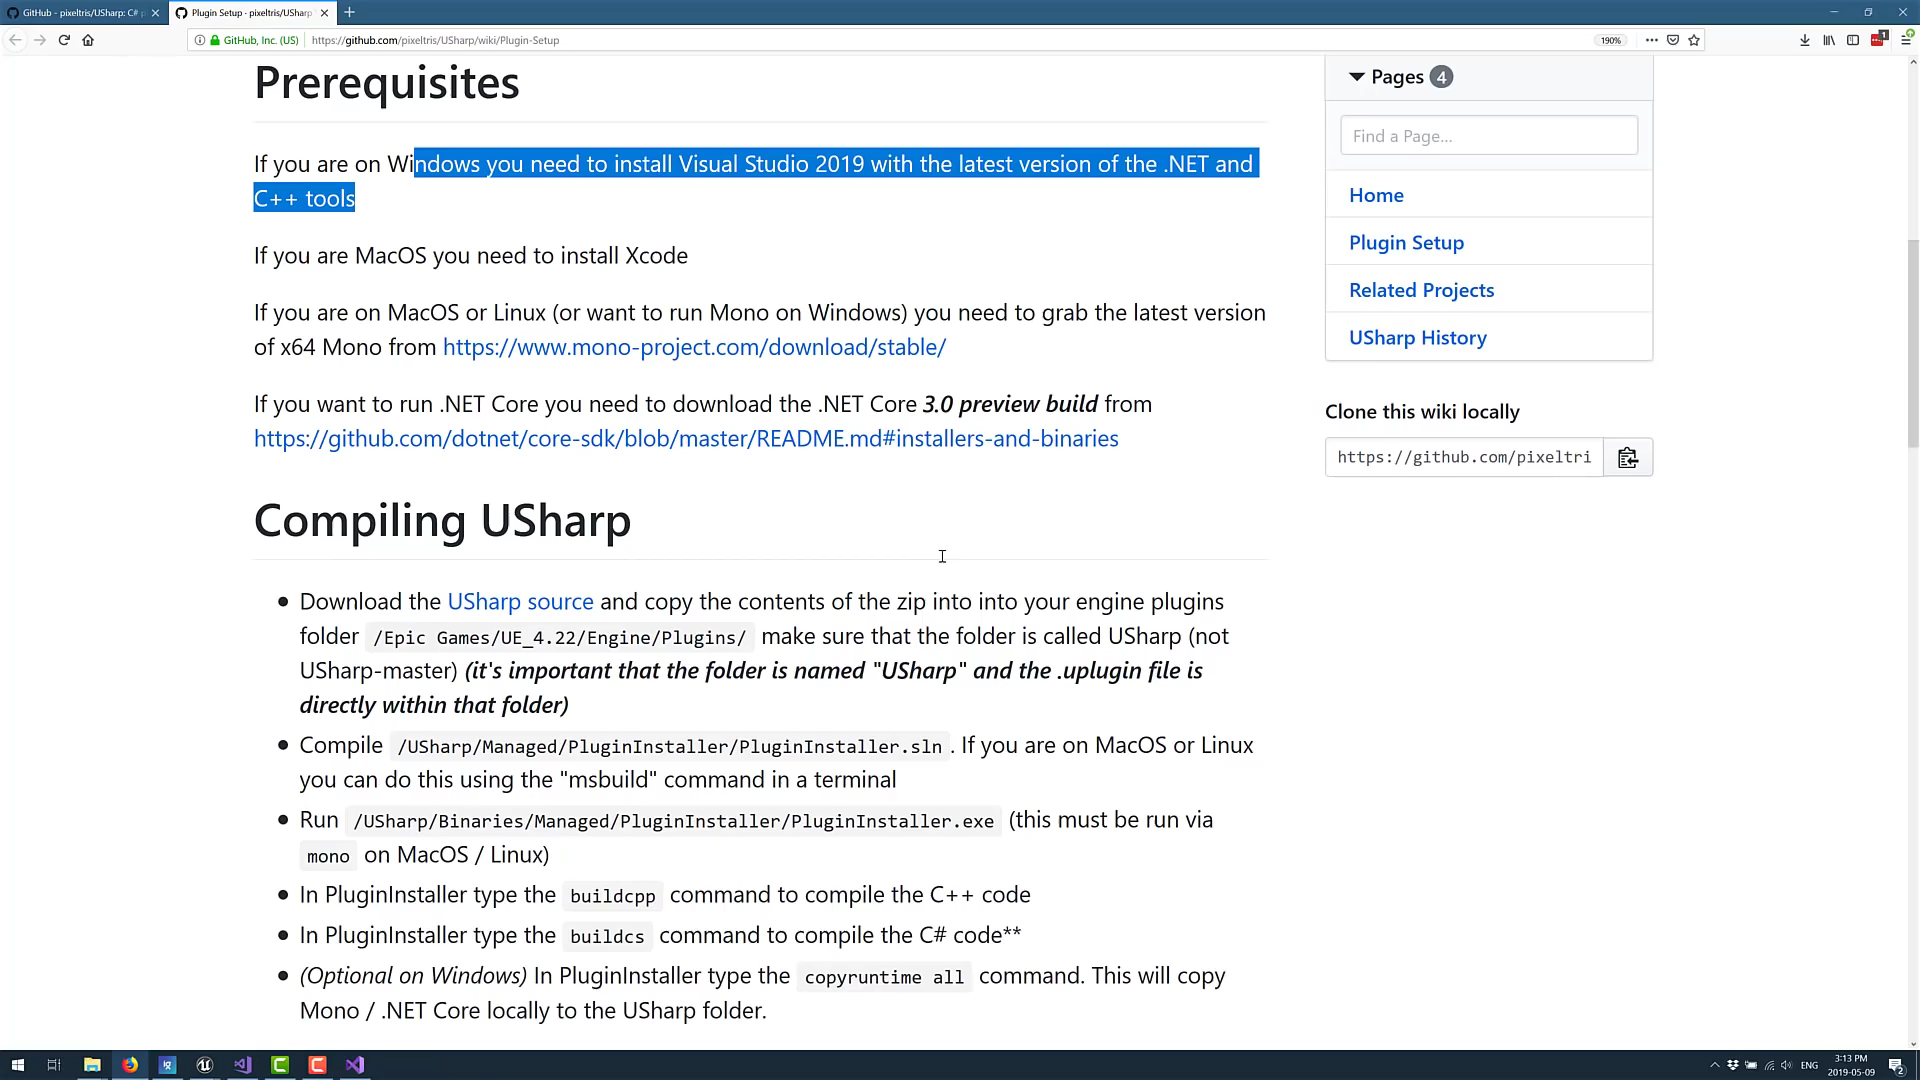 GitHub - pixeltris/USharp: C# p
Plugin Setup · pixeltris/USharp
GitHub, Inc. (US)
https://github.com/pixeltris/USharp/wiki/Plugin-Setup
190%
1
Prerequisites
If you are on Windows you need to install Visual Studio 2019 with the latest version of the .NET and
C++ tools
If you are MacOS you need to install Xcode
If you are on MacOS or Linux (or want to run Mono on Windows) you need to grab the latest version
of x64 Mono from https://www.mono-project.com/download/stable/
If you want to run .NET Core you need to download the .NET Core 3.0 preview build from
https://github.com/dotnet/core-sdk/blob/master/README.md#installers-and-binaries
Compiling USharp
Download the USharp source and copy the contents of the zip into into your engine plugins
folder /Epic Games/UE_4.22/Engine/Plugins/ make sure that the folder is called USharp (not
USharp-master) (it's important that the folder is named "USharp" and the .uplugin file is
directly within that folder)
Compile /USharp/Managed/PluginInstaller/PluginInstaller.sln . If you are on MacOS or Linux
you can do this using the "msbuild" command in a terminal
Run /USharp/Binaries/Managed/PluginInstaller/PluginInstaller.exe (this must be run via
mono on MacOS / Linux)
In PluginInstaller type the buildcpp command to compile the C++ code
In PluginInstaller type the buildcs command to compile the C# code**
(Optional on Windows) In PluginInstaller type the copyruntime all command. This will copy
Mono / .NET Core locally to the USharp folder.
Pages 4
Find a Page...
Home
Plugin Setup
Related Projects
USharp History
Clone this wiki locally
https://github.com/pixeltri
ENG
3:13 PM
2019-05-09
2